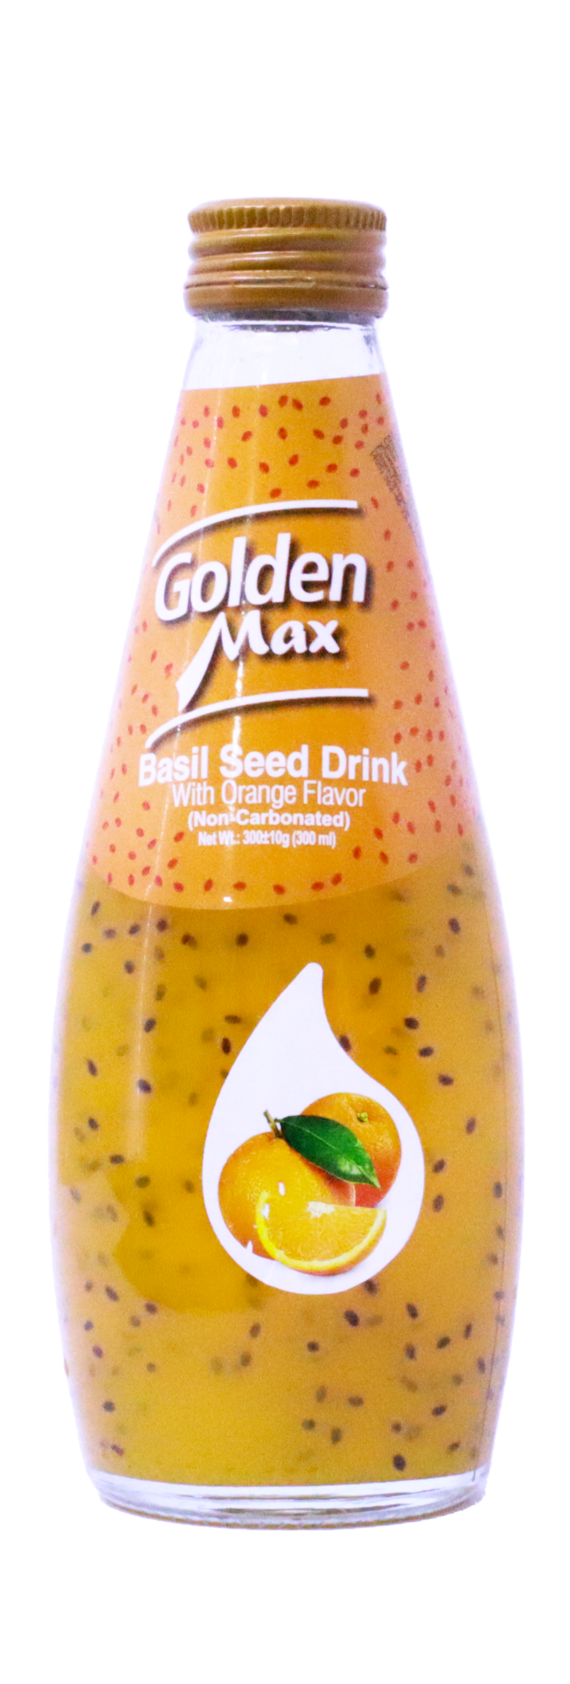 Golden
Max
Basil Seed Drink
With Orange Flavor
(Non-Carbonated)
Net Wt.: 300±10g (300 ml)